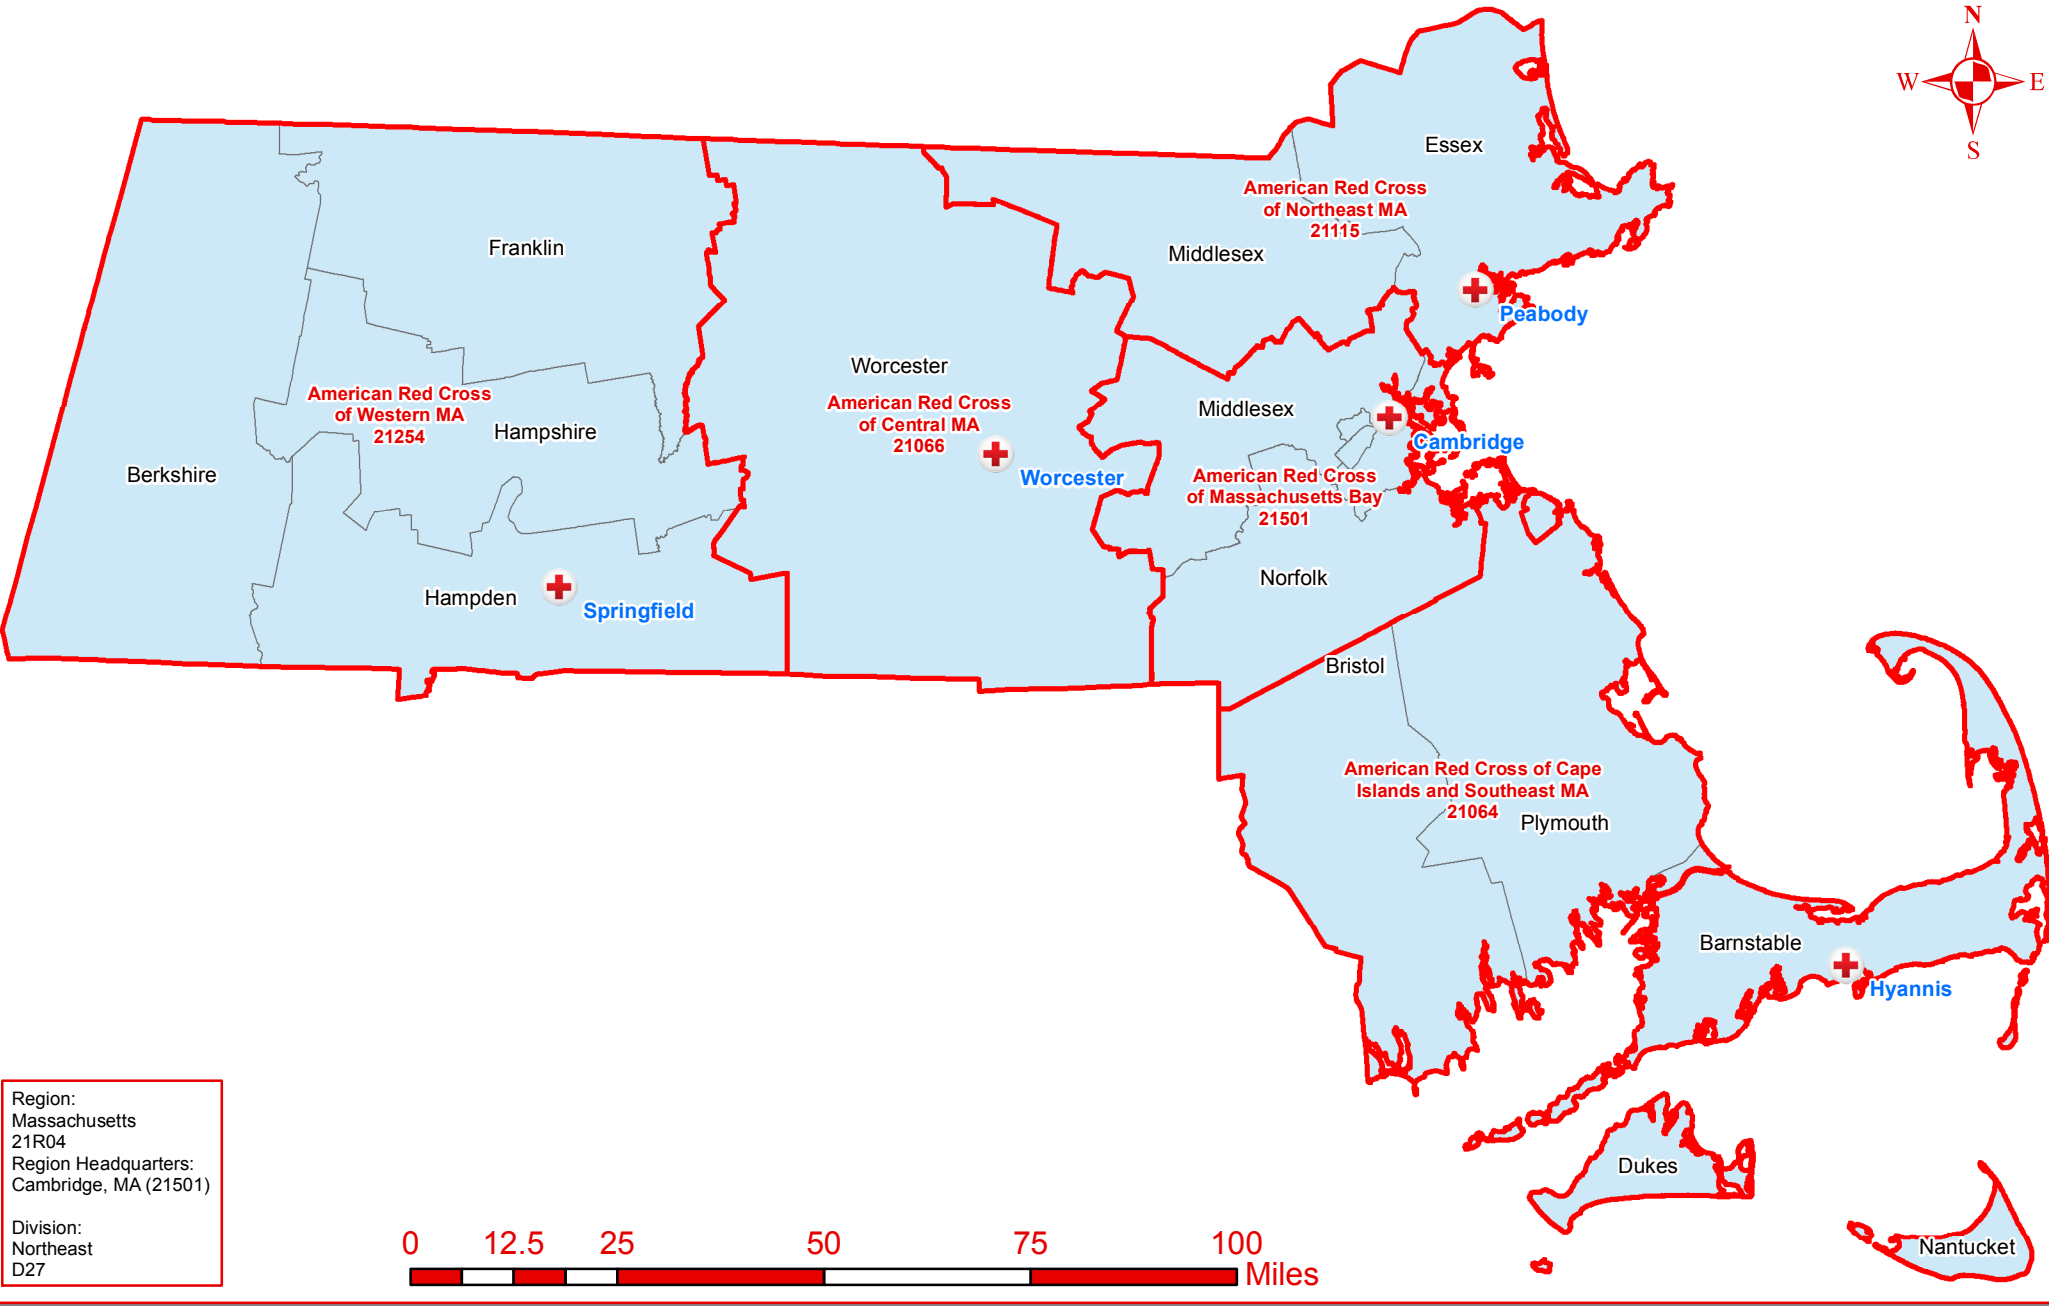 N
W E
S
Essex
American Red Cross
of Northeast MA
21115
Middlesex
Peabody
Franklin
American Red Cross
of Western MA
21254
Hampshire
Berkshire
Hampden
Springfield
Worcester
American Red Cross
of Central MA
21066
Worcester
Middlesex
Cambridge
American Red Cross
of Massachusetts Bay
21501
Norfolk
Bristol
American Red Cross of Cape
Islands and Southeast MA
21064
Plymouth
Barnstable
Hyannis
Dukes
Nantucket
Region:
Massachusetts
21R04
Region Headquarters:
Cambridge, MA (21501)
Division:
Northeast
D27
0 12.5 25 50 75 100
Miles